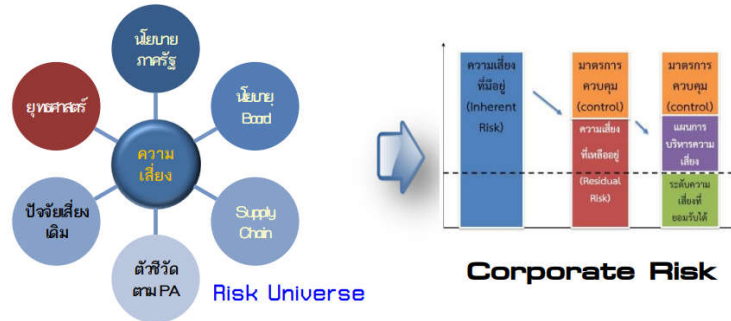 นโยบาย
ภาครัฐ
นโยบาย
Board
Supply
Chain
ตัวชีวัด
ตาม PA
ปัจจัยเสี่ยง
เดิม
ยุทธศาสตร์
ความ
เสี่ยง
Risk Universe
ความเสี่ยง
ที่มีอยู่
(Inherent
Risk)
มาตรการ
ควบคุม
(control)
ความเสี่ยง
ที่เหลืออยู่
(Residual
Risk)
มาตรการ
ควบคุม
(control)
แผนการ
บริหารความ
เสี่ยง
ระดับความ
เสี่ยงที่
ยอมรับได้
Corporate Risk